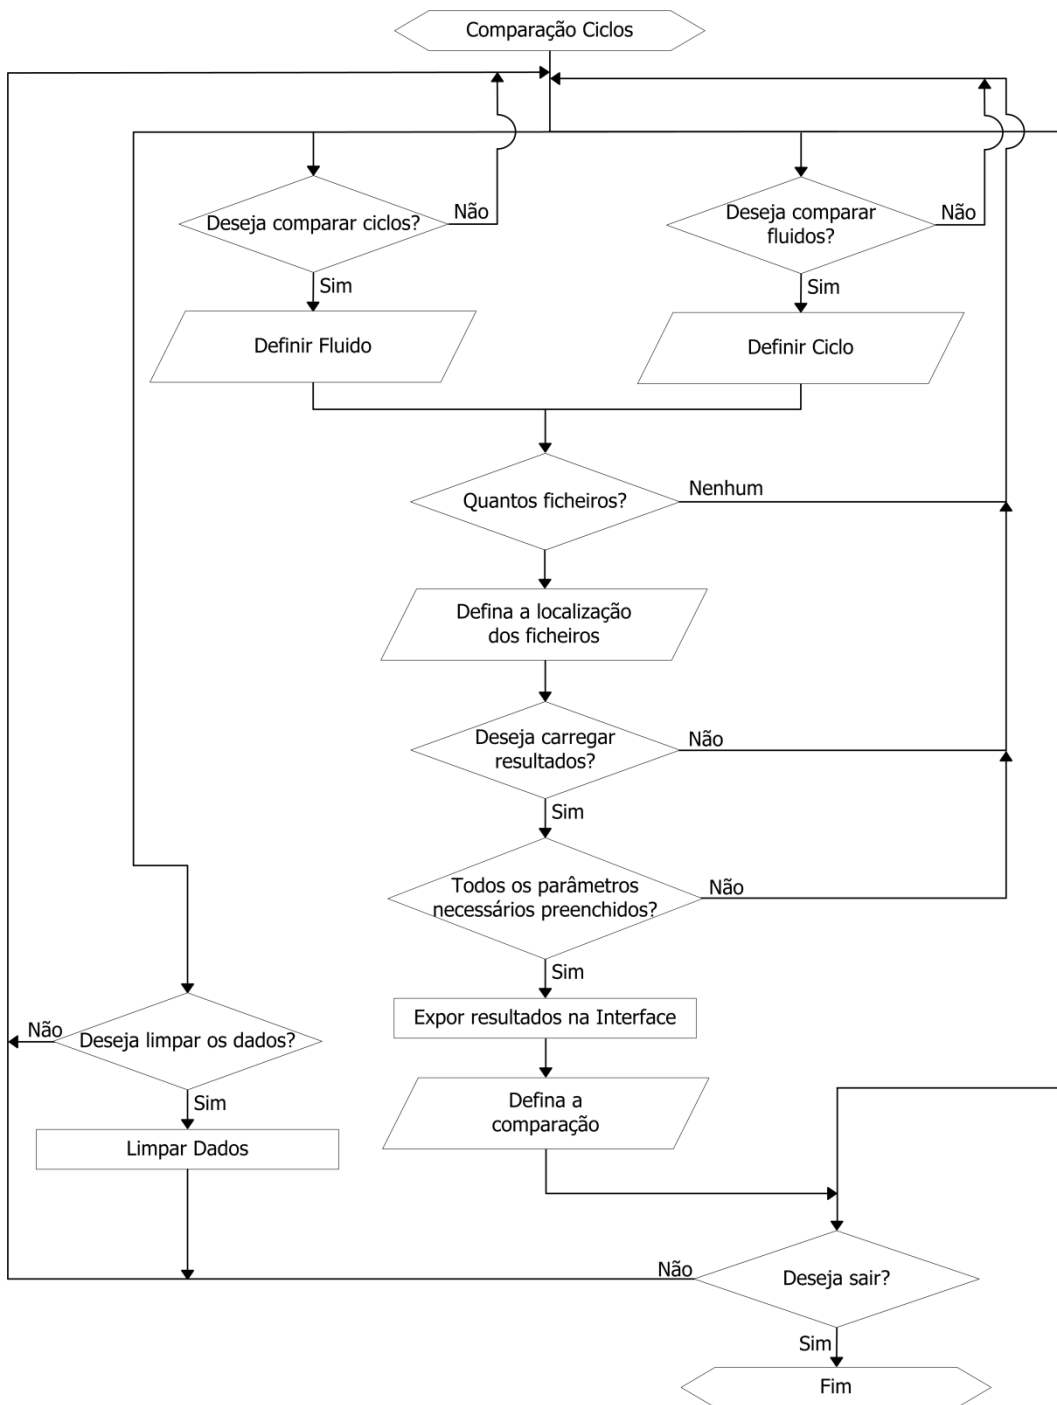 Comparação Ciclos
Deseja comparar ciclos?
Não
Deseja comparar
fluidos?
Não
Sim
Sim
Definir Fluido
Definir Ciclo
Quantos ficheiros?
Nenhum
Defina a localização
dos ficheiros
Deseja carregar
resultados?
Não
Sim
Todos os parâmetros
necessários preenchidos?
Não
Sim
Expor resultados na Interface
Não
Deseja limpar os dados?
Sim
Defina a
comparação
Limpar Dados
Não
Deseja sair?
Sim
Fim